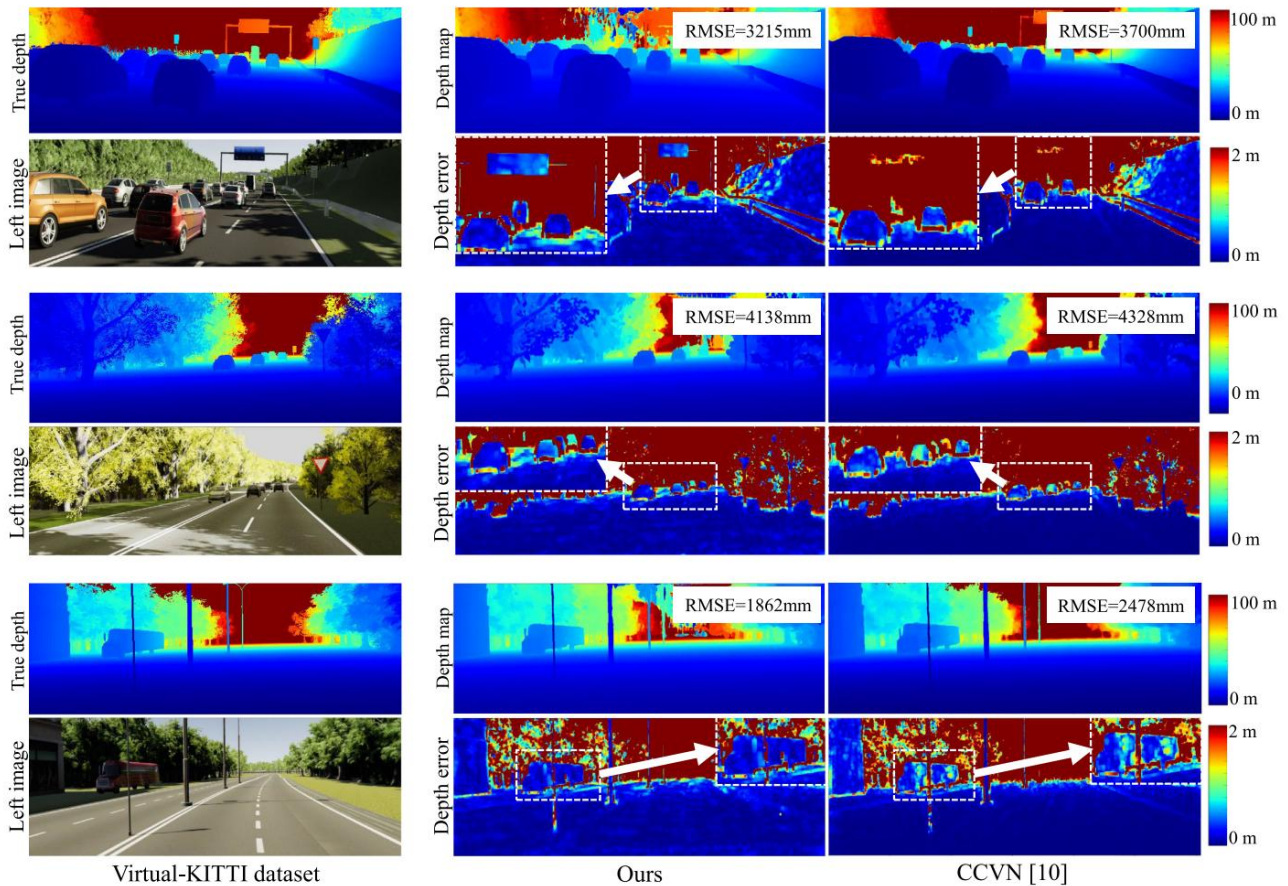 True depth
Depth map
RMSE=3215mm
RMSE=3700mm
100 m
0 m
Left image
Depth error
2 m
0 m
True depth
Depth map
RMSE=4138mm
RMSE=4328mm
100 m
0 m
Left image
Depth error
2 m
0 m
True depth
Depth map
RMSE=1862mm
RMSE=2478mm
100 m
0 m
Left image
Depth error
2 m
0 m
Virtual-KITTI dataset
Ours
CCVN [10]